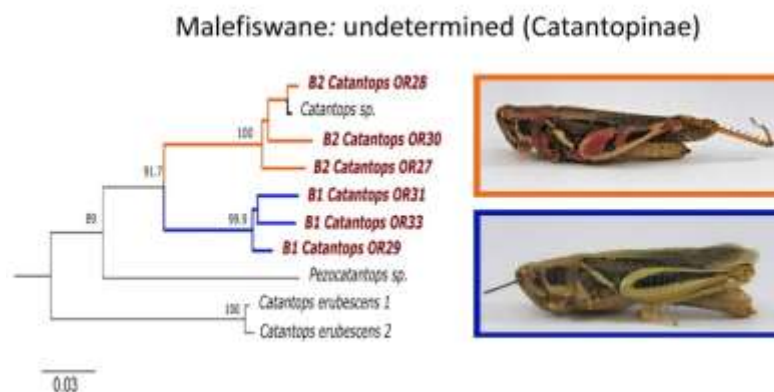 Malefiswane: undetermined (Catantopinae)
B2 Catantops OR28
Catantops sp.
100
B2 Catantops OR30
91.7
B2 Catantops OR27
B1 Catantops OR31
99.9
B1 Catantops OR33
89
B1 Catantops OR29
Pezocatantops sp.
Catantops erubescens 1
100
Catantops erubescens 2
0.03